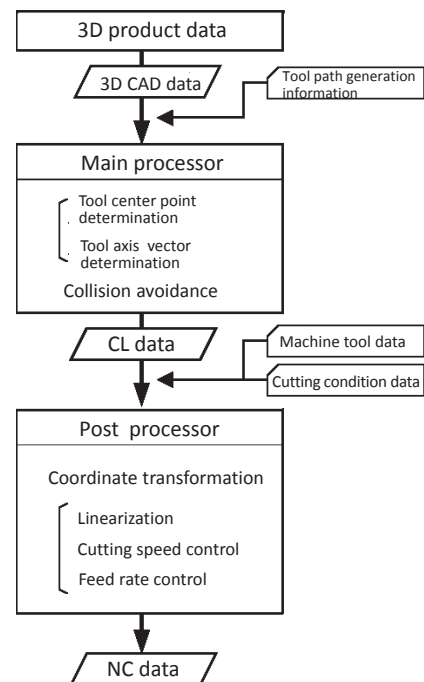 3D product data
3D CAD data
Tool path generation
information
Main processor
Tool center point
determination
Tool axis vector
determination
Collision avoidance
CL data
Machine tool data
Cutting condition data
Post processor
Coordinate transformation
Linearization
Cutting speed control
Feed rate control
NC data